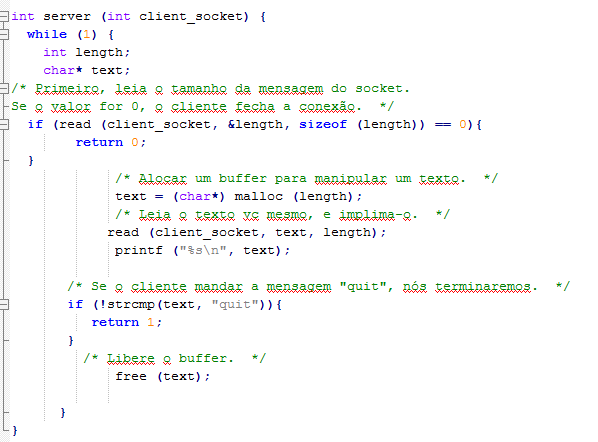 int server (int client_socket) {
while (1) {
int length;
char* text;
/* Primeiro, leia o tamanho da mensagem do socket.
Se o valor for 0, o cliente fecha a conexão.  */
if (read (client_socket, &length, sizeof (length)) == 0){
return 0;
}
/* Alocar um buffer para manipular um texto.  */
text = (char*) malloc (length);
/* Leia o texto vc mesmo, e implima-o.  */
read (client_socket, text, length);
printf ("%s\n", text);
/* Se o cliente mandar a mensagem "quit", nós terminaremos.  */
if (!strcmp(text, "quit")){
return 1;
}
/* Libere o buffer.  */
free (text);
}
}